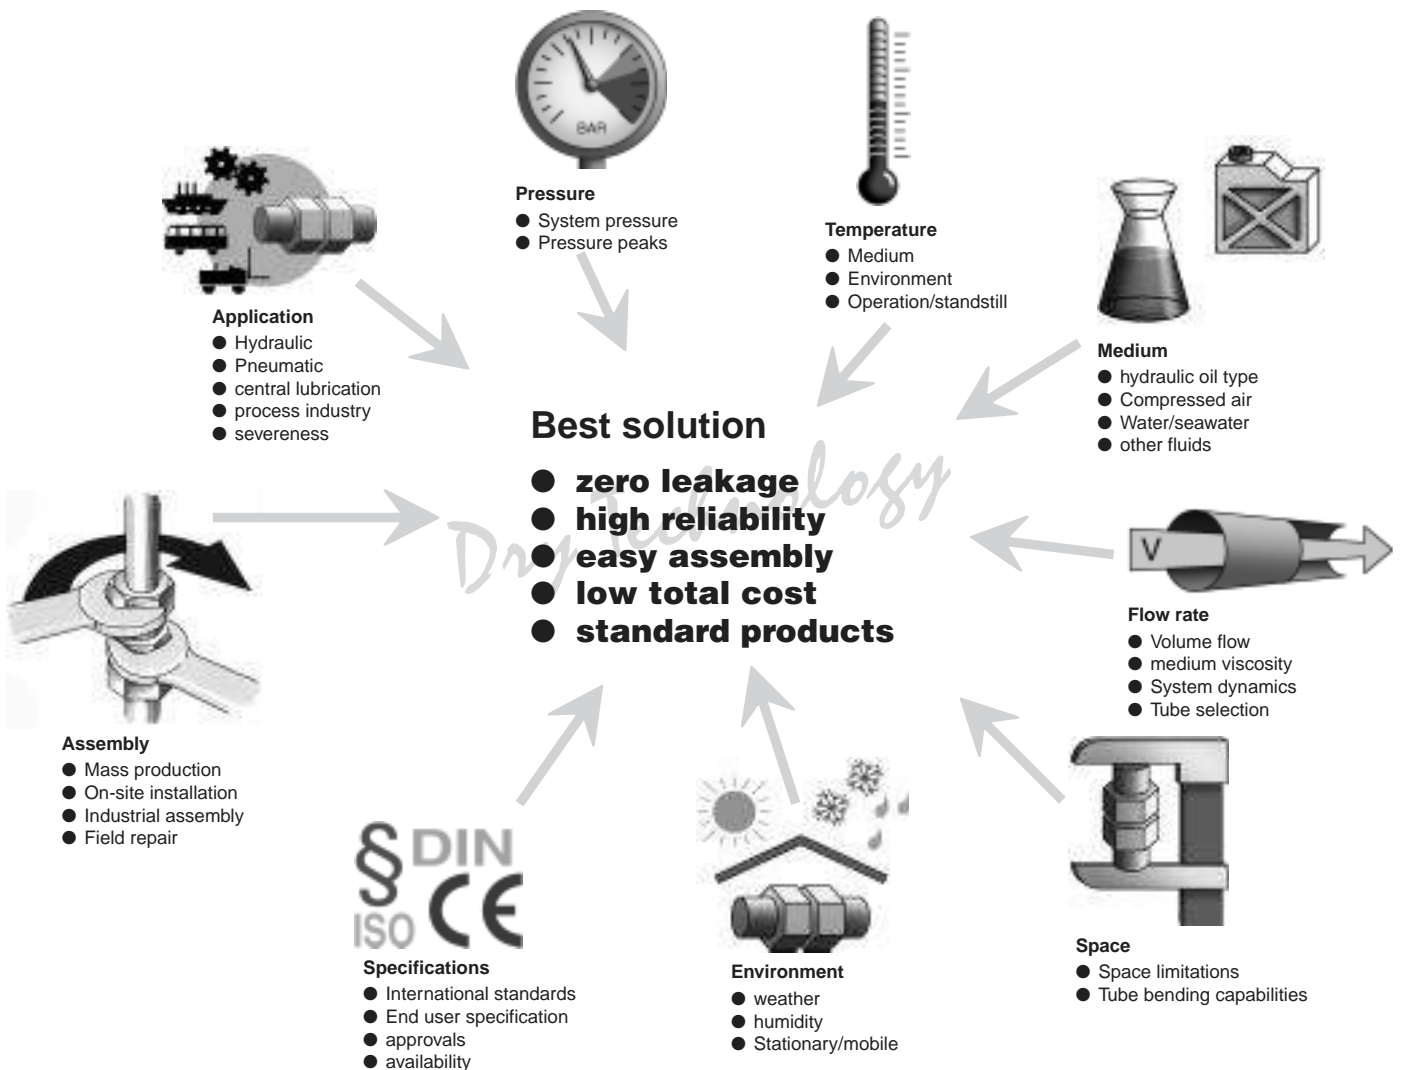 BAR
Pressure
● System pressure
● Pressure peaks
Temperature
● Medium
● Environment
● Operation/standstill
Application
● Hydraulic
● Pneumatic
● central lubrication
● process industry
● severeness
Medium
● hydraulic oil type
● Compressed air
● Water/seawater
● other fluids
Best solution
● zero leakage
● high reliability
● easy assembly
● low total cost
● standard products
Dry Technology
V
Flow rate
● Volume flow
● medium viscosity
● System dynamics
● Tube selection
Assembly
● Mass production
● On-site installation
● Industrial assembly
● Field repair
§ DIN
ISO CE
Specifications
● International standards
● End user specification
● approvals
● availability
Environment
● weather
● humidity
● Stationary/mobile
Space
● Space limitations
● Tube bending capabilities